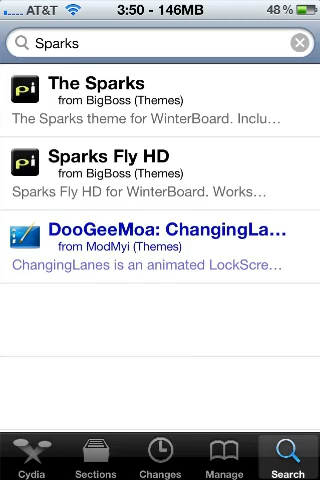 AT&T 3:50 - 146MB 48%
Sparks
The Sparks
from BigBoss (Themes)
The Sparks theme for WinterBoard. Inclu…
Sparks Fly HD
from BigBoss (Themes)
Sparks Fly HD for WinterBoard. Works…
DooGeeMoa: ChangingLa…
from ModMyi (Themes)
ChangingLanes is an animated LockScre…
Cydia Sections Changes Manage Search